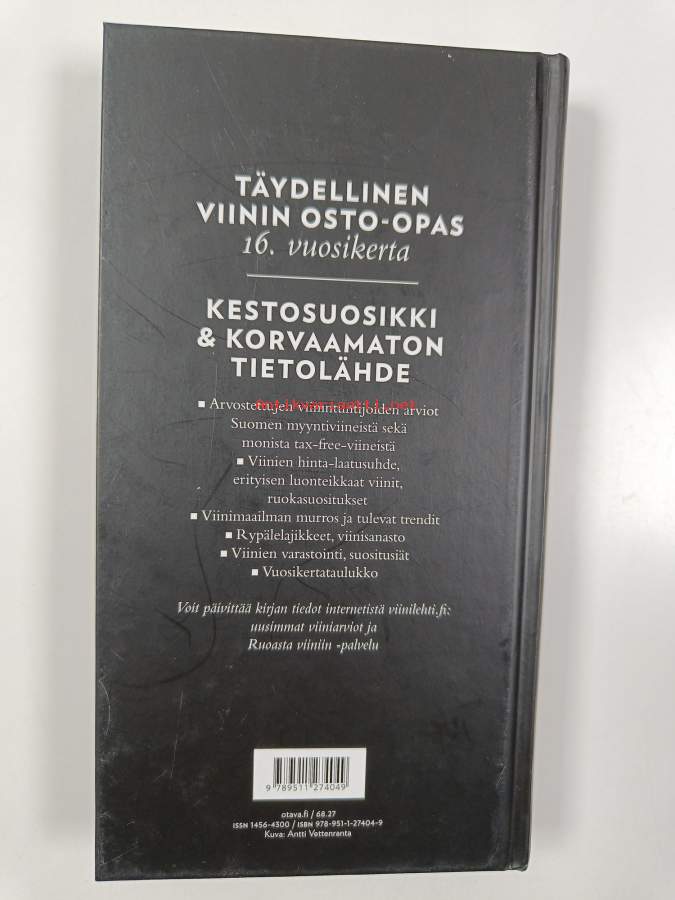 TÄYDELLINEN
VIININ OSTO-OPAS
16. vuosikerta
KESTOSUOSIKKI
& KORVAAMATON
TIETOLÄHDE
▪ Arvostettujen viinintuntijoiden arviot
Suomen myyntiviineistä sekä
monista tax-free-viineistä
▪ Viinien hinta-laatusuhde,
erityisen luonteikkaat viinit,
ruokasuositukset
▪ Viinimaailman murros ja tulevat trendit
▪ Rypälelajikkeet, viinisanasto
▪ Viinien varastointi, suositusiät
▪ Vuosikertataulukko
Voit päivittää kirjan tiedot internetistä viinilehti.fi:
uusimmat viiniarviot ja
Ruoasta viiniin -palvelu
9 789511 274049
otava.fi / 68.27
ISSN 1456-4300 / ISBN 978-951-1-27404-9
Kuva: Antti Vettenranta